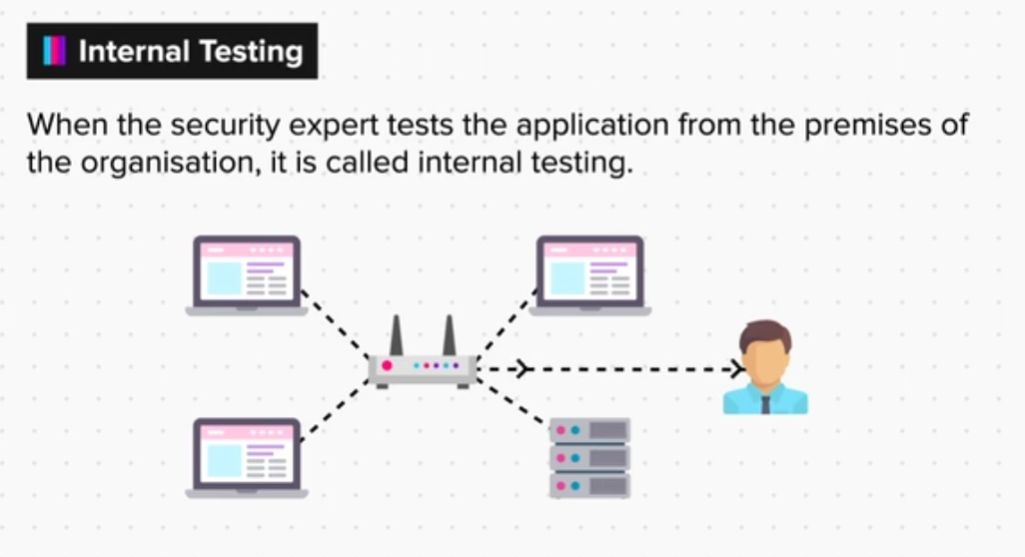 Internal Testing
When the security expert tests the application from the premises of
the organisation, it is called internal testing.